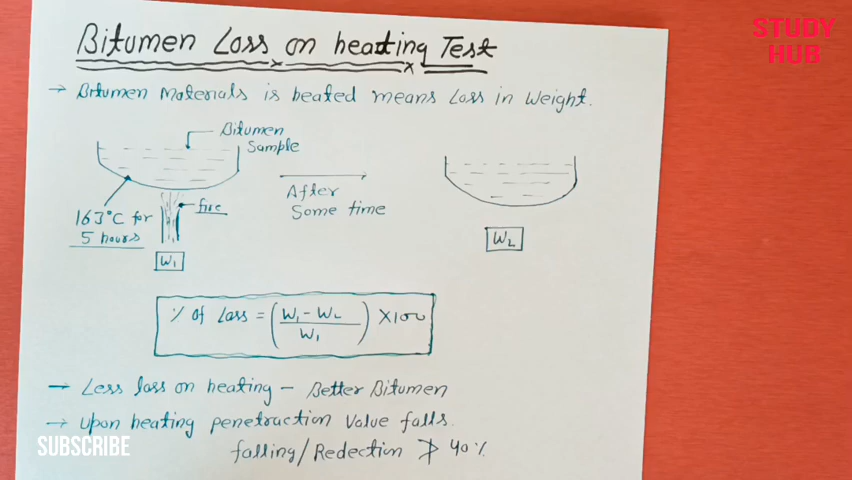 STUDY
HUB
Bitumen Loss on heating Test
→ Bitumen Materials is heated means Loss in Weight.
Bitumen
Sample
163°C for
5 hours
fire
W₁
After
Some time
W₂
% of Loss = (W₁ - W₂ / W₁) × 100
→ Less loss on heating - Better Bitumen
→ Upon heating penetraction Value falls.
falling/Redection ≯ 40%
SUBSCRIBE